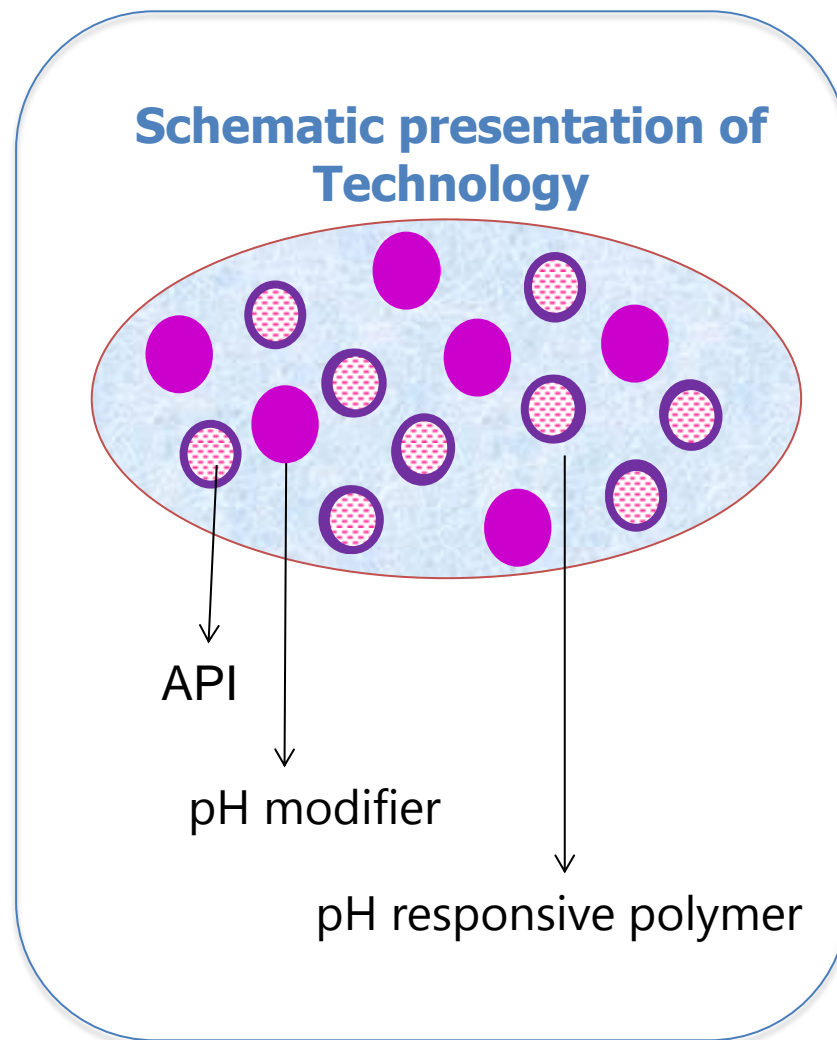 Schematic presentation of
Technology
API
pH modifier
pH responsive polymer